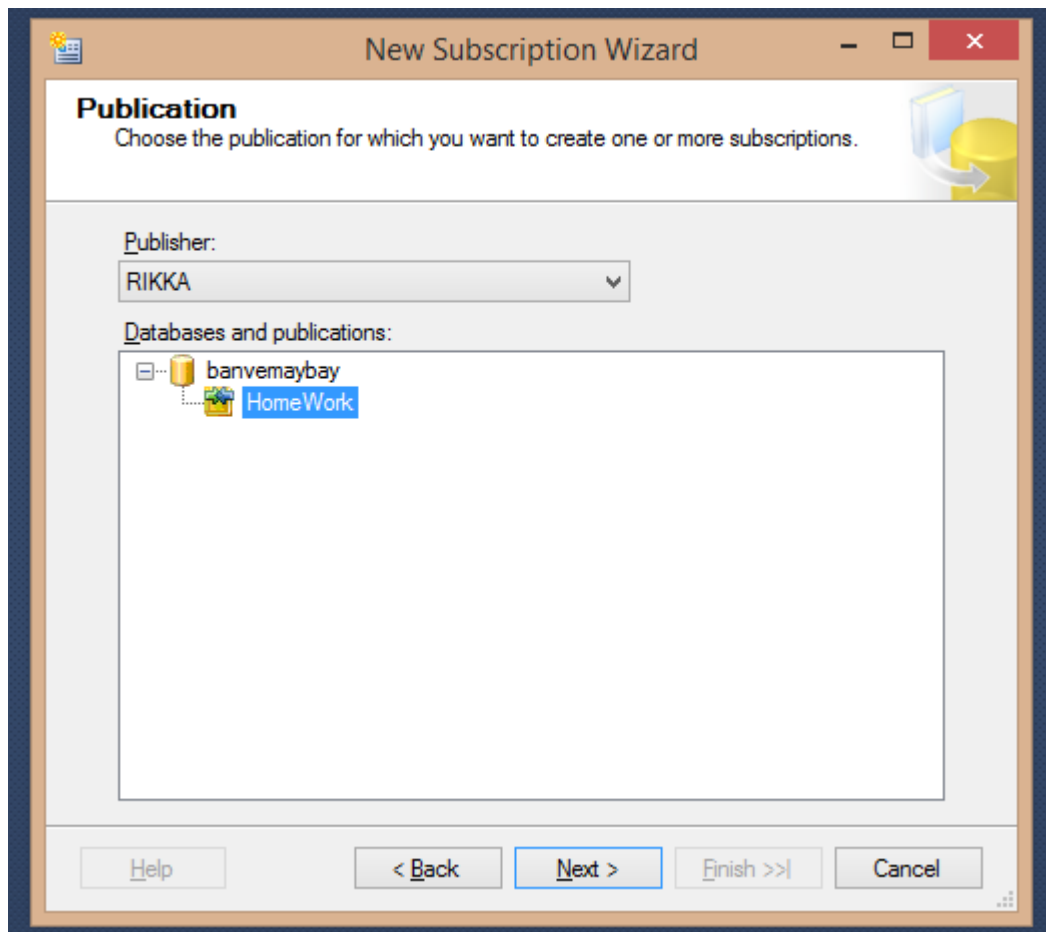 New Subscription Wizard
Publication
Choose the publication for which you want to create one or more subscriptions.
Publisher:
RIKKA
Databases and publications:
banvemaybay
HomeWork
Help
< Back
Next >
Finish >>|
Cancel